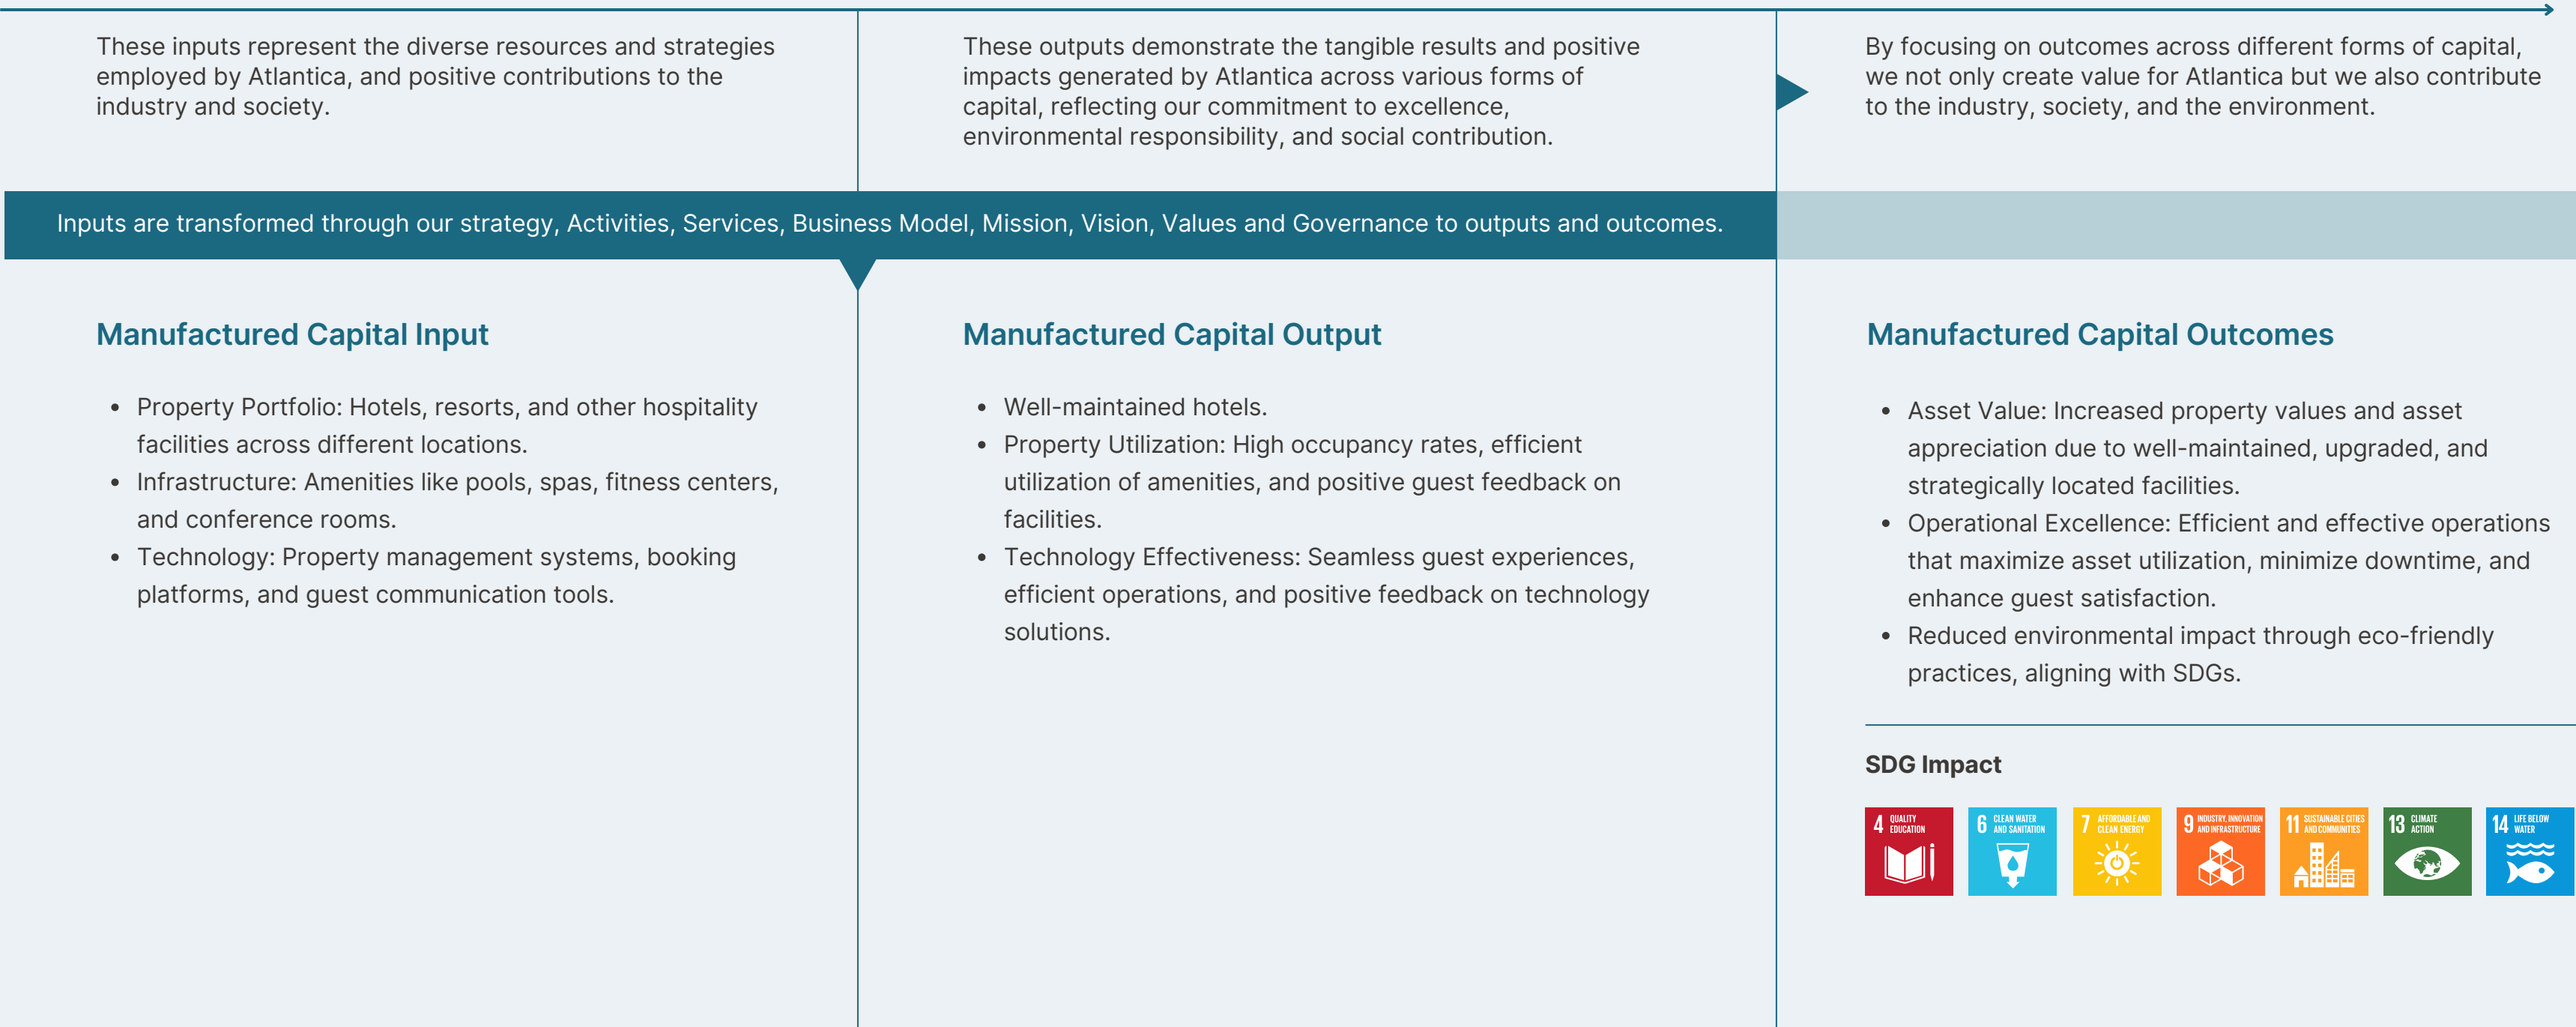 These inputs represent the diverse resources and strategies
employed by Atlantica, and positive contributions to the
industry and society.
These outputs demonstrate the tangible results and positive
impacts generated by Atlantica across various forms of
capital, reflecting our commitment to excellence,
environmental responsibility, and social contribution.
By focusing on outcomes across different forms of capital,
we not only create value for Atlantica but we also contribute
to the industry, society, and the environment.
Inputs are transformed through our strategy, Activities, Services, Business Model, Mission, Vision, Values and Governance to outputs and outcomes.
Manufactured Capital Input
• Property Portfolio: Hotels, resorts, and other hospitality
facilities across different locations.
• Infrastructure: Amenities like pools, spas, fitness centers,
and conference rooms.
• Technology: Property management systems, booking
platforms, and guest communication tools.
Manufactured Capital Output
• Well-maintained hotels.
• Property Utilization: High occupancy rates, efficient
utilization of amenities, and positive guest feedback on
facilities.
• Technology Effectiveness: Seamless guest experiences,
efficient operations, and positive feedback on technology
solutions.
Manufactured Capital Outcomes
• Asset Value: Increased property values and asset
appreciation due to well-maintained, upgraded, and
strategically located facilities.
• Operational Excellence: Efficient and effective operations
that maximize asset utilization, minimize downtime, and
enhance guest satisfaction.
• Reduced environmental impact through eco-friendly
practices, aligning with SDGs.
SDG Impact
4 QUALITY
EDUCATION
6 CLEAN WATER
AND SANITATION
7 AFFORDABLE AND
CLEAN ENERGY
9 INDUSTRY, INNOVATION
AND INFRASTRUCTURE
11 SUSTAINABLE CITIES
AND COMMUNITIES
13 CLIMATE
ACTION
14 LIFE BELOW
WATER